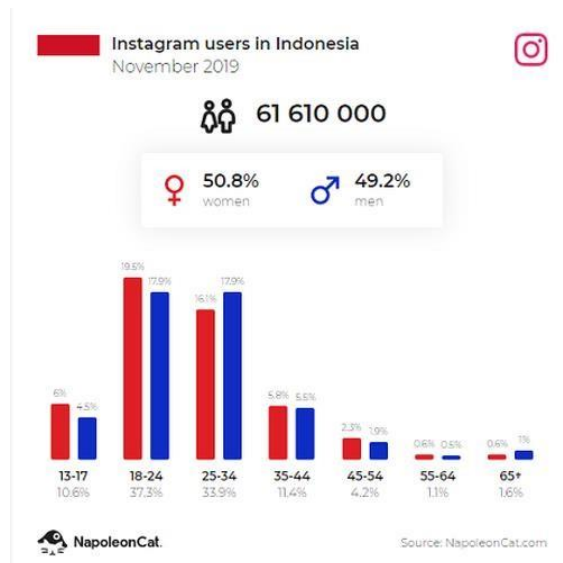 Instagram users in Indonesia
November 2019
61 610 000
50.8%
women
49.2%
men
19.6% 17.9%
16.1% 17.9%
6% 4.5%
5.8% 5.5%
2.3% 1.9%
0.6% 0.5%
0.6% 1%
13-17 18-24 25-34 35-44 45-54 55-64 65+
10.6% 37.3% 33.9% 11.4% 4.2% 1.1% 1.6%
NapoleonCat.
Source: NapoleonCat.com